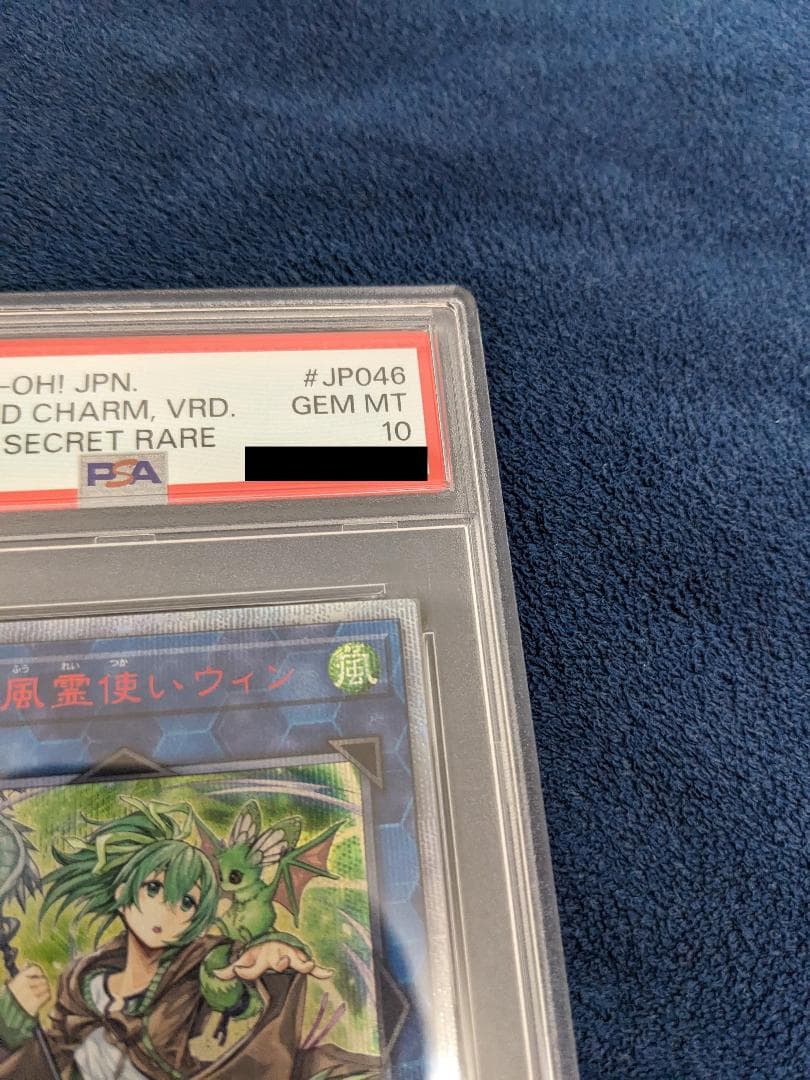 -OH! JPN. #JP046
D CHARM, VRD. GEM MT
SECRET RARE 10
PSA
ふう れい つか
風霊使いウィン 風